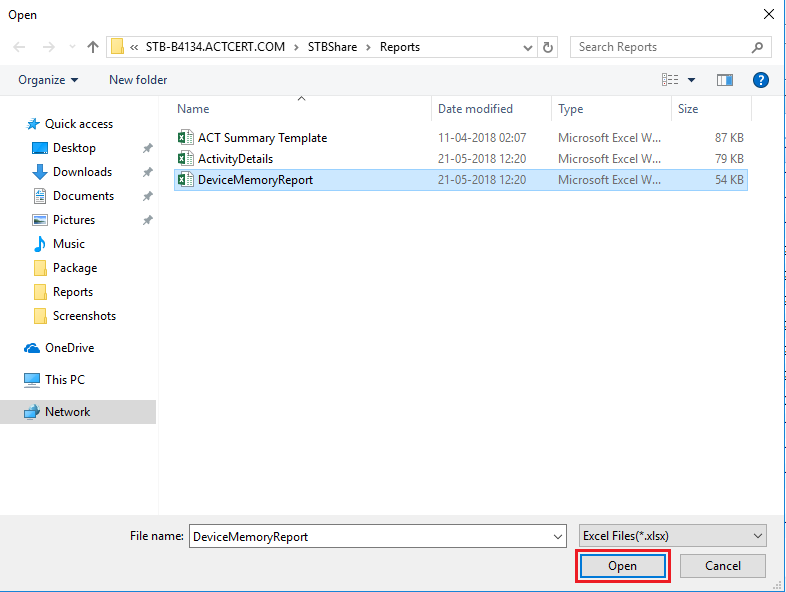 Open
« STB-B4134.ACTCERT.COM > STBShare > Reports
Search Reports
Organize
New folder
Name Date modified Type Size
ACT Summary Template 11-04-2018 02:07 Microsoft Excel W... 87 KB
ActivityDetails 21-05-2018 12:20 Microsoft Excel W... 79 KB
DeviceMemoryReport 21-05-2018 12:20 Microsoft Excel W... 54 KB
Quick access
Desktop
Downloads
Documents
Pictures
Music
Package
Reports
Screenshots
OneDrive
This PC
Network
File name: DeviceMemoryReport
Excel Files(*.xlsx)
Open
Cancel